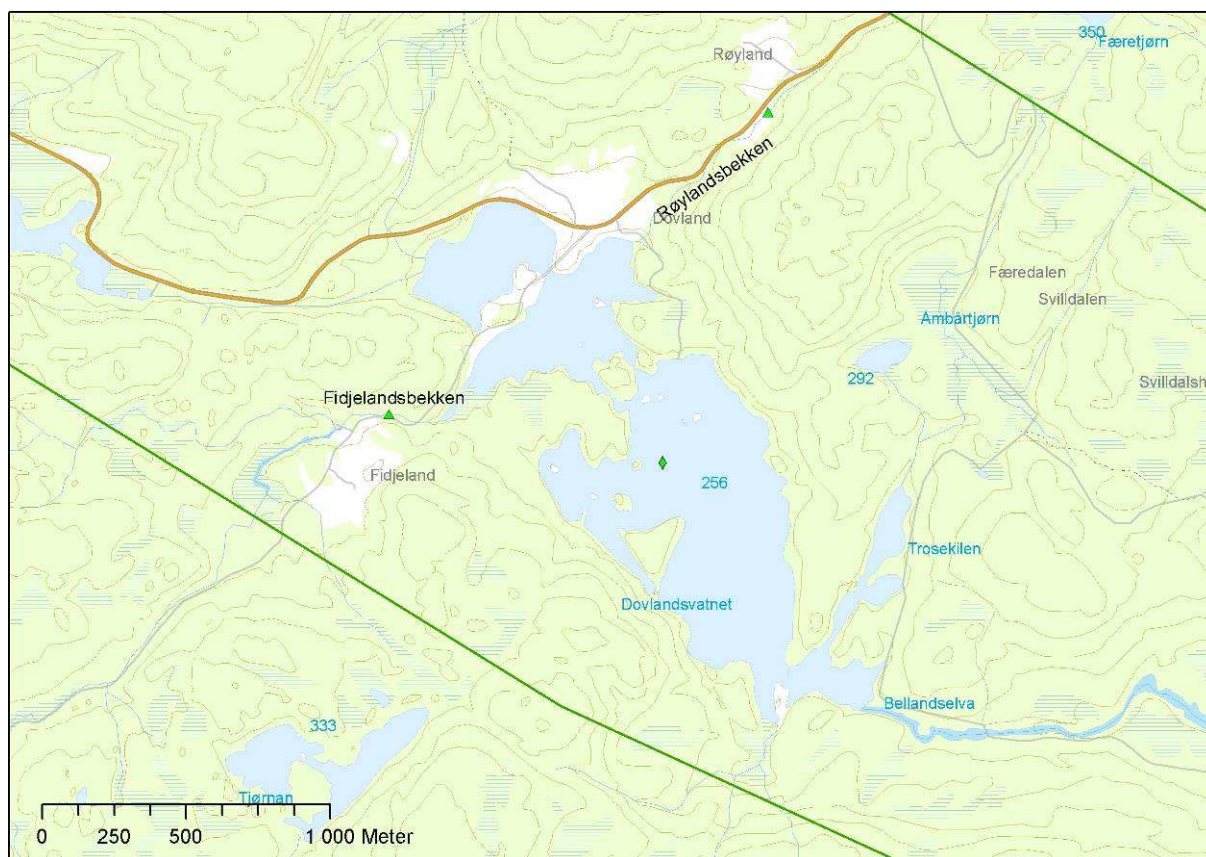 350
Færetjørn
Røyland
Røylandsbekken
Dovland
Færedalen
Svilldalen
Ambårtjørn
292
Svilldalsh
Fidjelandsbekken
Fidjeland
256
Trosekilen
Dovlandsvatnet
Bellandselva
333
Tjørnan
0 250 500 1 000 Meter